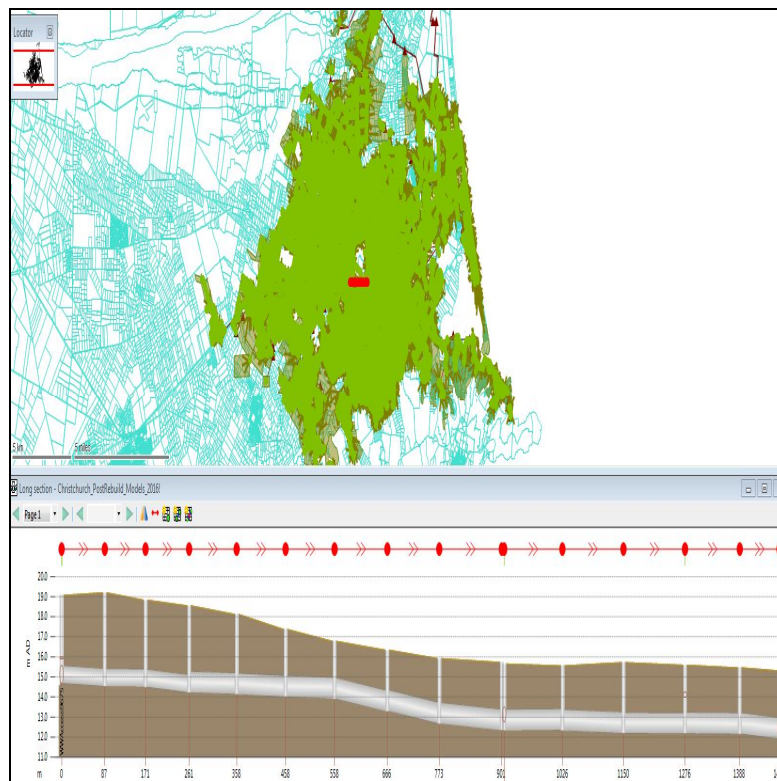 Locator
5 km 5 miles
Long section - Christchurch_PostRebuild_Models_2016!
Page 1
20.0
19.0
18.0
17.0
16.0
15.0
14.0
13.0
12.0
11.0
m AD
m 0 87 171 261 358 458 558 666 773 1026 1150 1276 1388